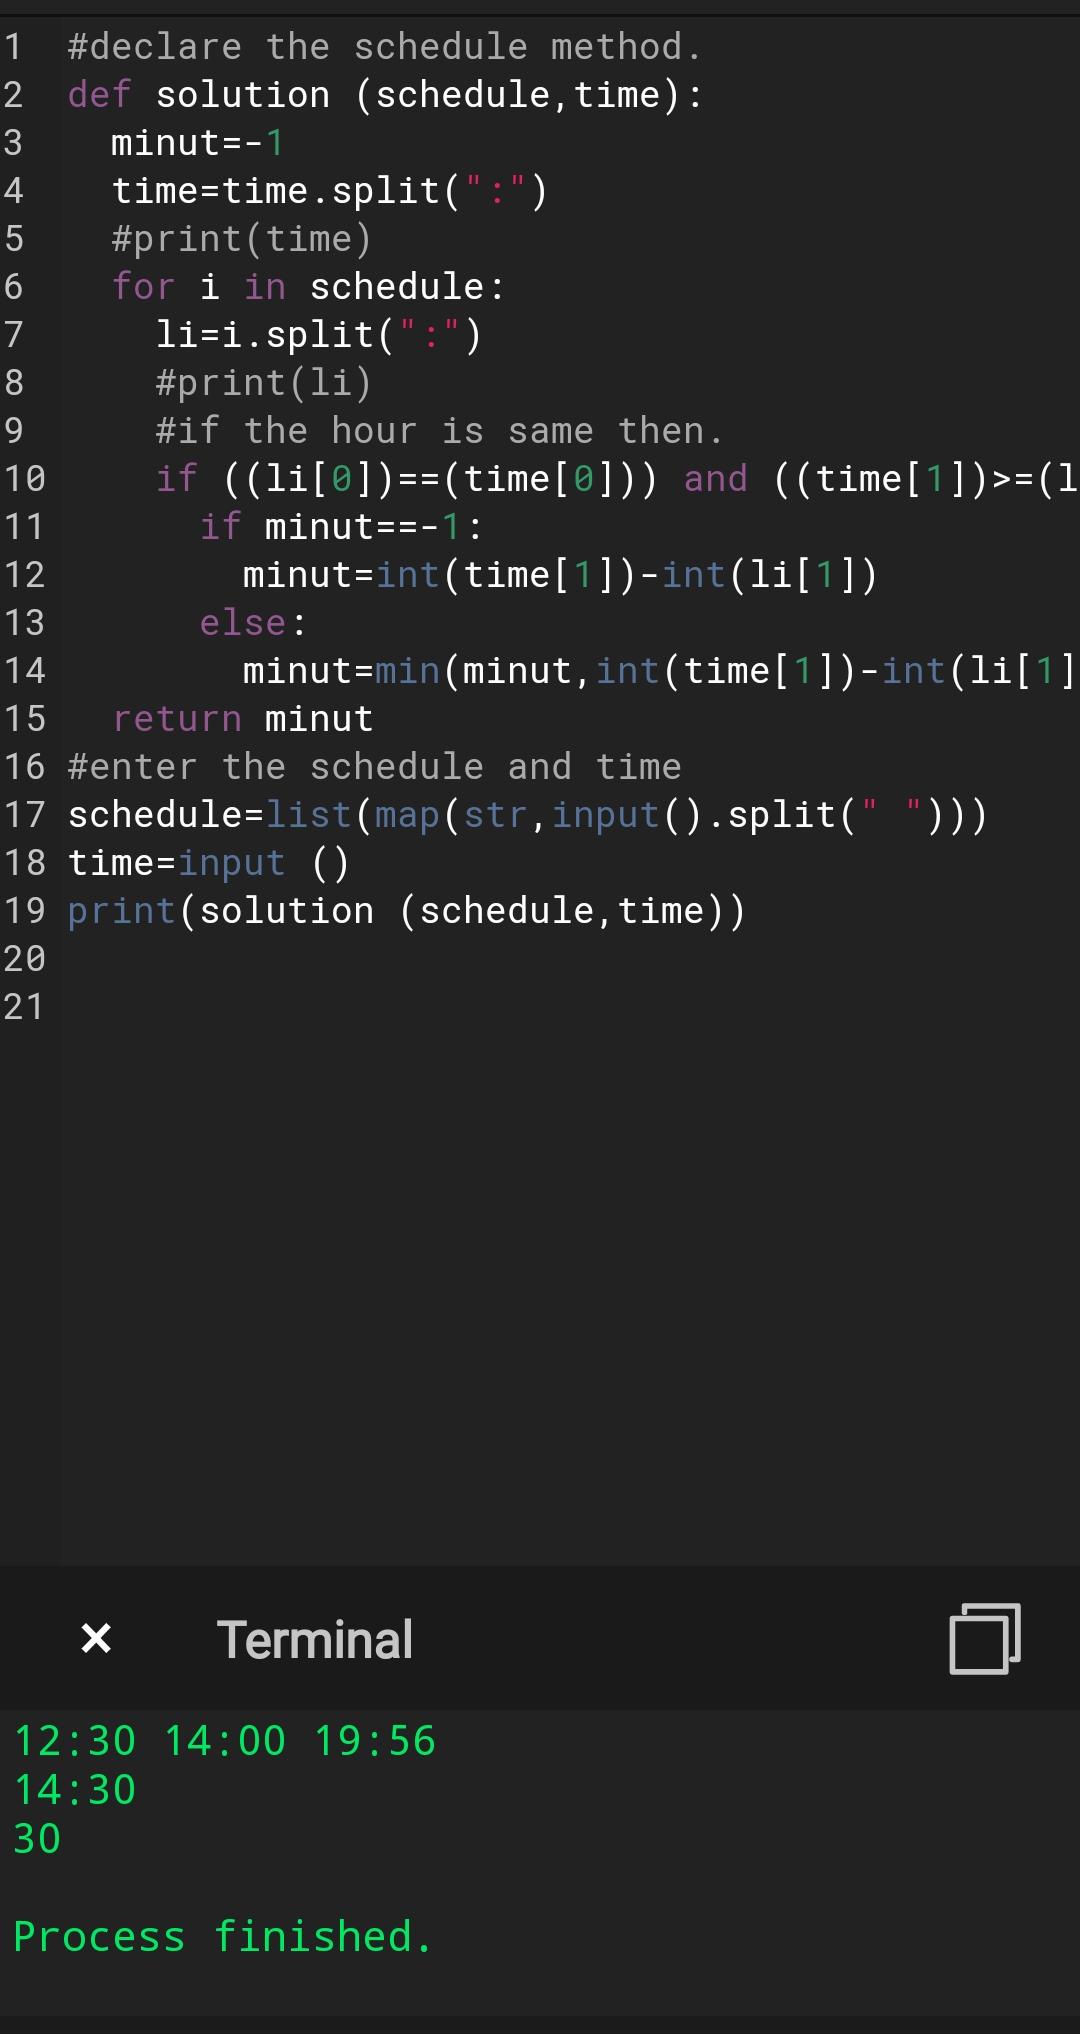 1 #declare the schedule method.
2 def solution (schedule,time):
3   minut=-1
4   time=time.split(":")
5   #print(time)
6   for i in schedule:
7     li=i.split(":")
8     #print(li)
9     #if the hour is same then.
10     if ((li[0])==(time[0])) and ((time[1])>=(l
11       if minut==-1:
12         minut=int(time[1])-int(li[1])
13       else:
14         minut=min(minut,int(time[1])-int(li[1]
15   return minut
16 #enter the schedule and time
17 schedule=list(map(str,input().split(" ")))
18 time=input ()
19 print(solution (schedule,time))
20
21
× Terminal
12:30 14:00 19:56
14:30
30
Process finished.